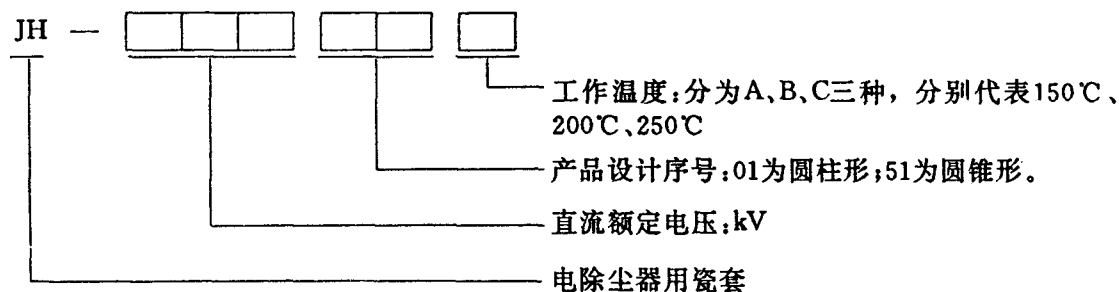 JH —
工作温度:分为A、B、C三种，分别代表150℃、
200℃、250℃
产品设计序号:01为圆柱形;51为圆锥形。
直流额定电压:kV
电除尘器用瓷套